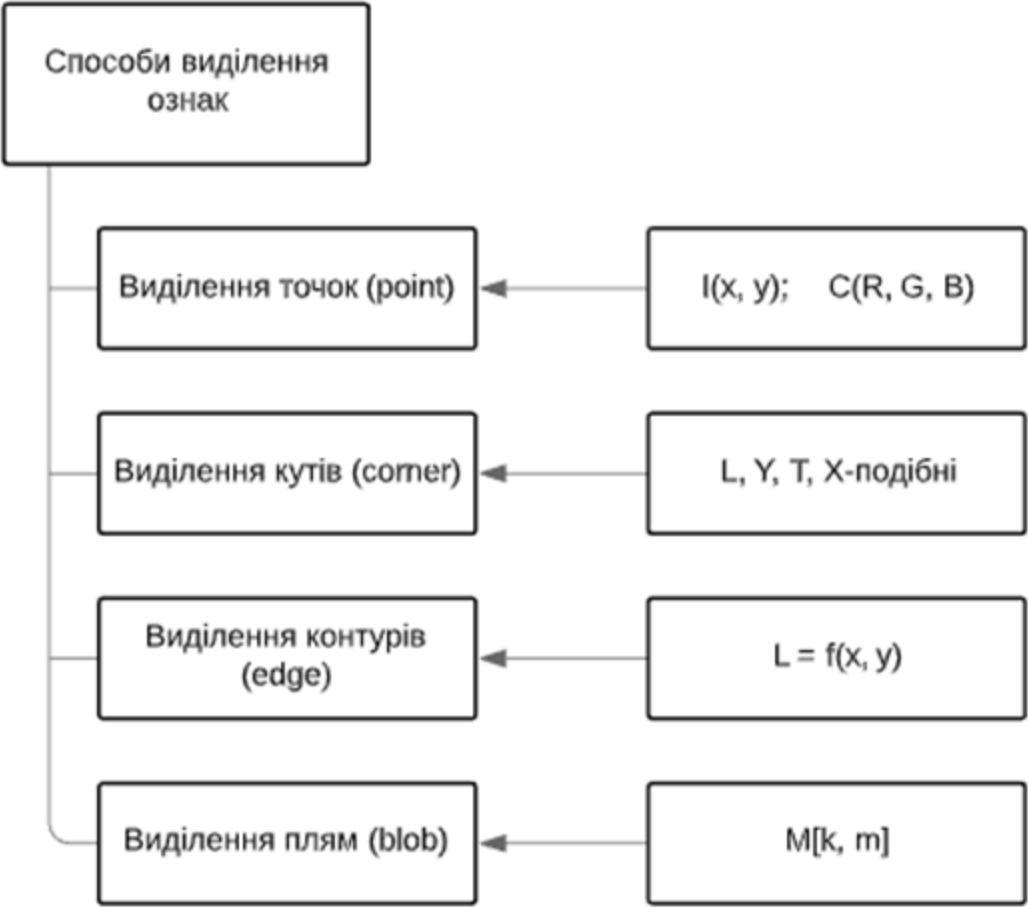 Способи виділення
ознак
Виділення точок (point)
I(x, y); C(R, G, B)
Виділення кутів (corner)
L, Y, T, X-подібні
Виділення контурів
(edge)
L = f(x, y)
Виділення плям (blob)
M[k, m]